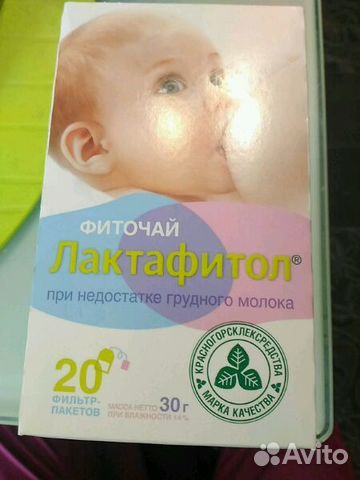 ФИТОЧАЙ
Лактафитол®
при недостатке грудного молока
20
ФИЛЬТР-
ПАКЕТОВ
МАССА НЕТТО 30 г
ПРИ ВЛАЖНОСТИ 14%
КРАСНОГОРСКЛЕКСРЕДСТВА
МАРКА КАЧЕСТВА
Avito